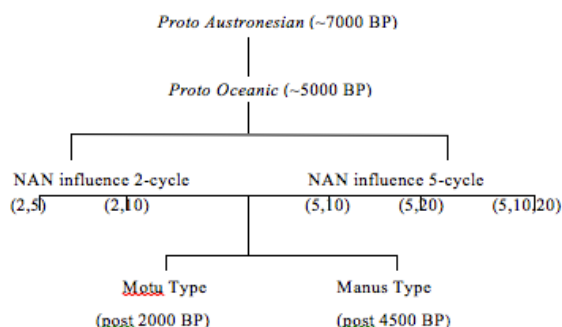 Proto Austronesian (~7000 BP)
Proto Oceanic (~5000 BP)
NAN influence 2-cycle NAN influence 5-cycle
(2,5) (2,10) (5,10) (5,20) (5,10,20)
Motu Type Manus Type
(post 2000 BP) (post 4500 BP)